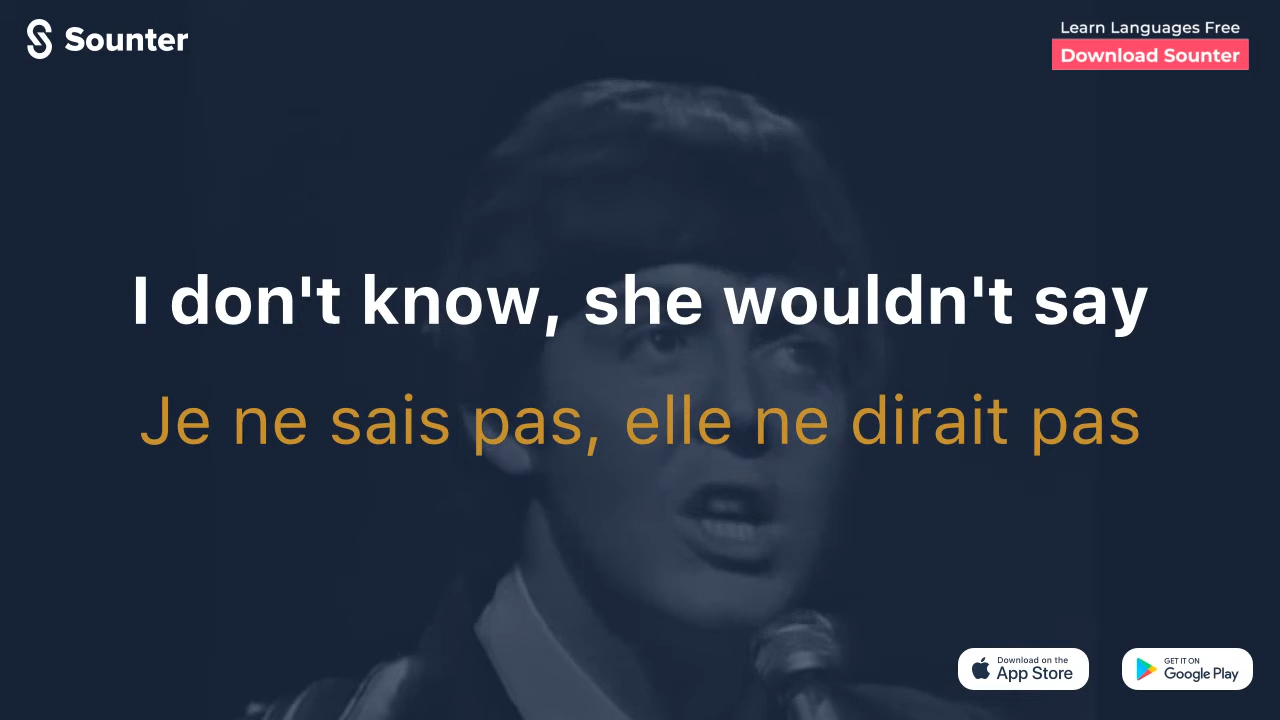 Sounter
Learn Languages Free
Download Sounter
I don't know, she wouldn't say
Je ne sais pas, elle ne dirait pas
Download on the
App Store
GET IT ON
Google Play